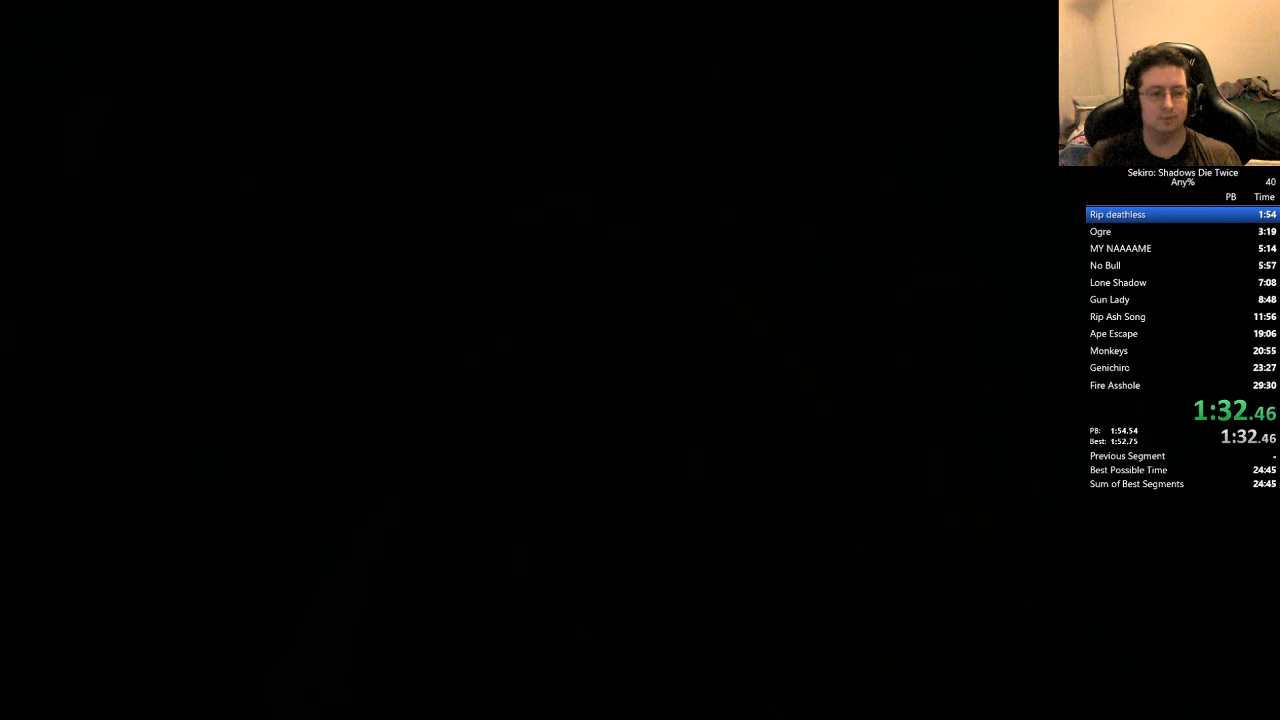 Sekiro: Shadows Die Twice
Any% 40
PB Time
Rip deathless 1:54
Ogre 3:19
MY NAAAAME 5:14
No Bull 5:57
Lone Shadow 7:08
Gun Lady 8:48
Rip Ash Song 11:56
Ape Escape 19:06
Monkeys 20:55
Genichiro 23:27
Fire Asshole 29:30
1:32.46
PB: 1:54.54
Best: 1:52.75 1:32.46
Previous Segment -
Best Possible Time 24:45
Sum of Best Segments 24:45